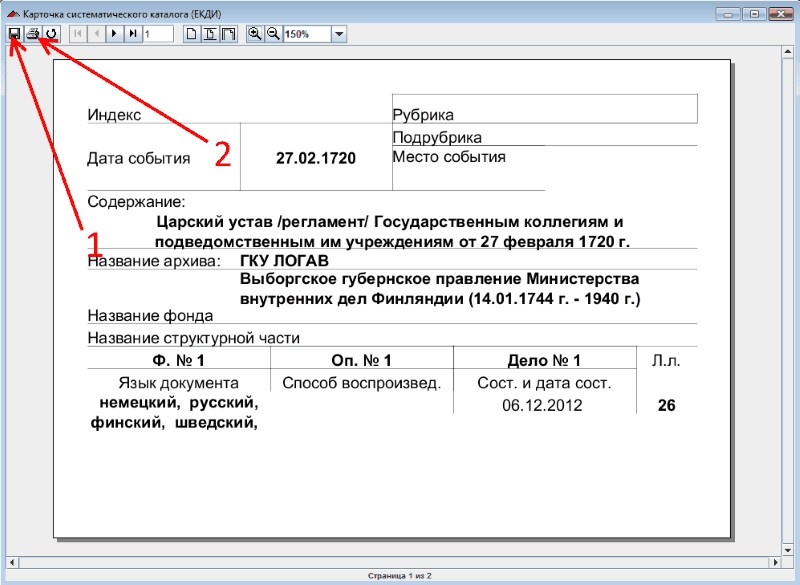 Карточка систематического каталога (ЕКДИ)
1
150%
Индекс
Рубрика
Подрубрика
Дата события
2
27.02.1720
Место события
Содержание:
Царский устав /регламент/ Государственным коллегиям и
подведомственным им учреждениям от 27 февраля 1720 г.
1
Название архива: ГКУ ЛОГАВ
Выборгское губернское правление Министерства
внутренних дел Финляндии (14.01.1744 г. - 1940 г.)
Название фонда
Название структурной части
Ф. № 1 Оп. № 1 Дело № 1 Л.л.
Язык документа Способ воспроизвед. Сост. и дата сост.
немецкий, русский, 06.12.2012 26
финский, шведский,
Страница 1 из 2